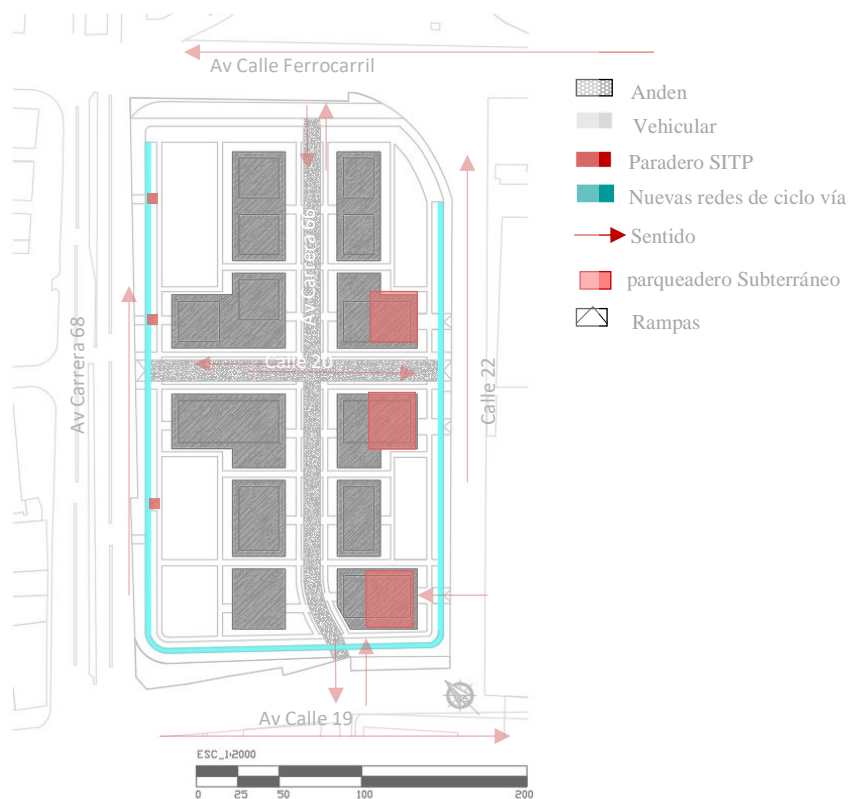 Av Calle Ferrocarril
Anden
Vehicular
Paradero SITP
Nuevas redes de ciclo vía
Sentido
parqueadero Subterráneo
Rampas
Av Carrera 66
Av Carrera 68
Calle 20
Calle 22
Av Calle 19
ESC_1:2000
0 25 50 100 200